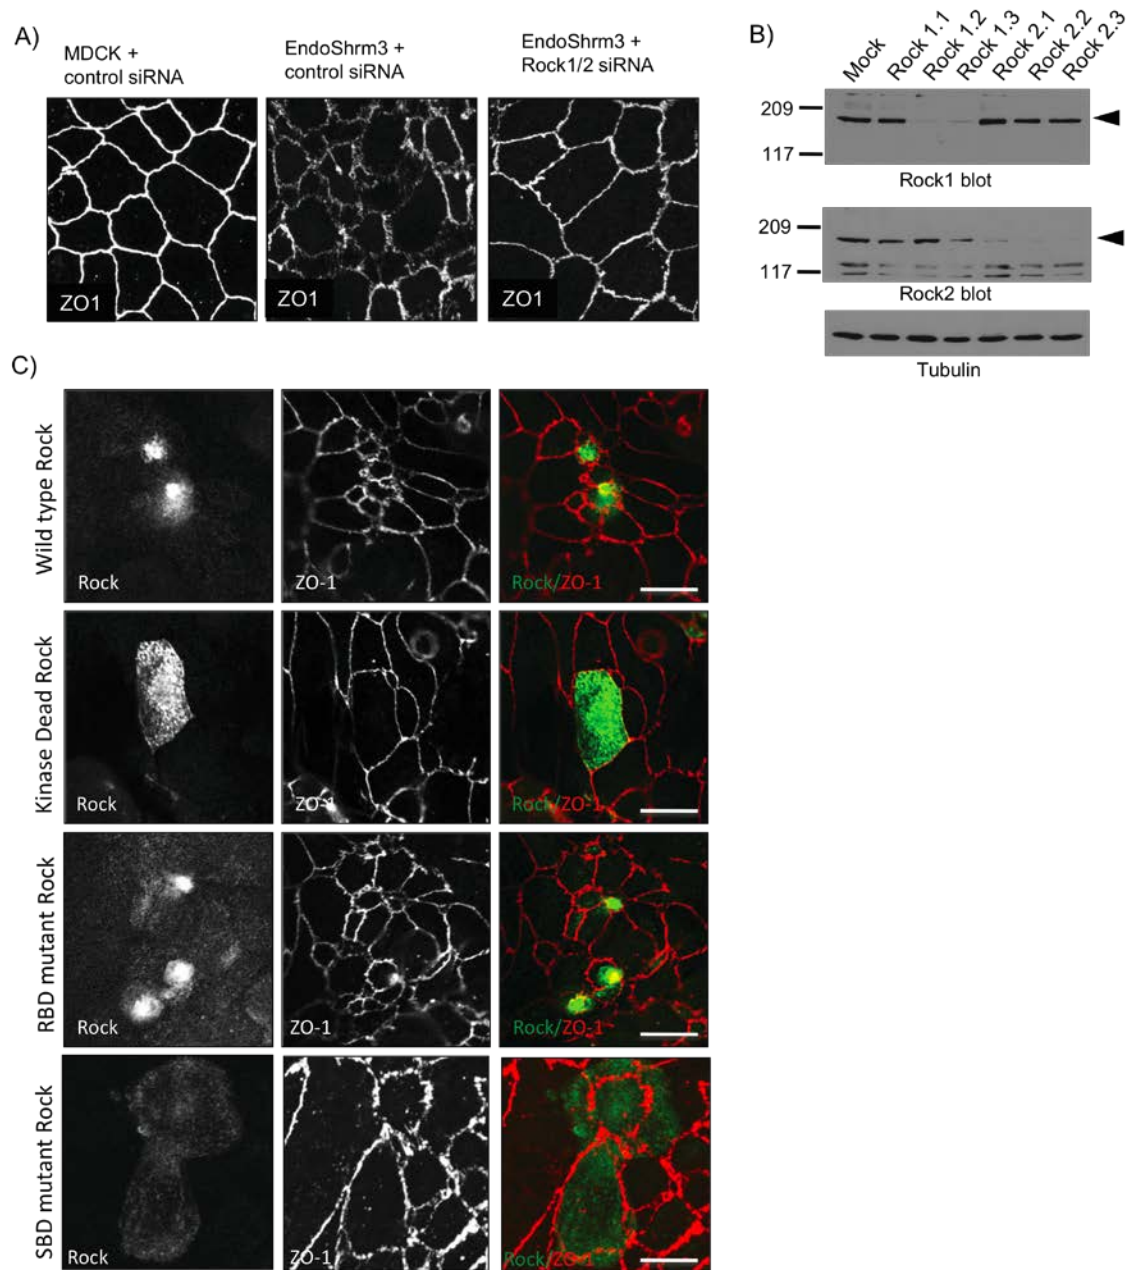 A)
MDCK +
control siRNA
EndoShrm3 +
control siRNA
EndoShrm3 +
Rock1/2 siRNA
ZO1
ZO1
ZO1
B)
Mock
Rock 1.1
Rock 1.2
Rock 1.3
Rock 2.1
Rock 2.2
Rock 2.3
209
117
Rock1 blot
209
117
Rock2 blot
Tubulin
C)
Wild type Rock
Rock
ZO-1
Rock/ZO-1
Kinase Dead Rock
Rock
ZO-1
Rock/ZO-1
RBD mutant Rock
Rock
ZO-1
Rock/ZO-1
SBD mutant Rock
Rock
ZO-1
Rock/ZO-1